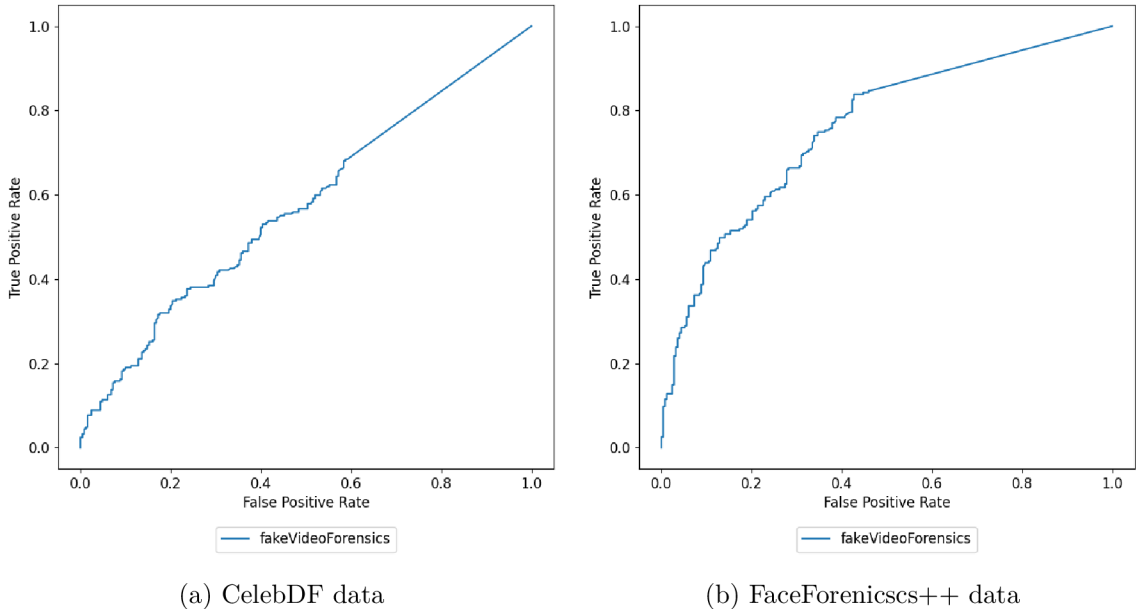 1.0
0.8
0.6
0.4
0.2
0.0
True Positive Rate
0.0 0.2 0.4 0.6 0.8 1.0
False Positive Rate
fakeVideoForensics
(a) CelebDF data
1.0
0.8
0.6
0.4
0.2
0.0
True Positive Rate
0.0 0.2 0.4 0.6 0.8 1.0
False Positive Rate
fakeVideoForensics
(b) FaceForenicscs++ data